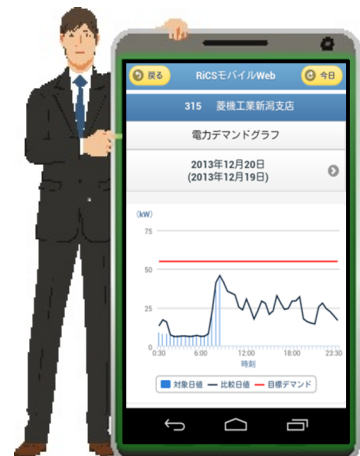 戻る RiCSモバイルWeb 今日
315 菱機工業新潟支店
電力デマンドグラフ
2013年12月20日
(2013年12月19日)
(kW)
75
50
25
0
0:30 6:00 12:00 18:00 23:30
時刻
対象日値 比較日値 目標デマンド